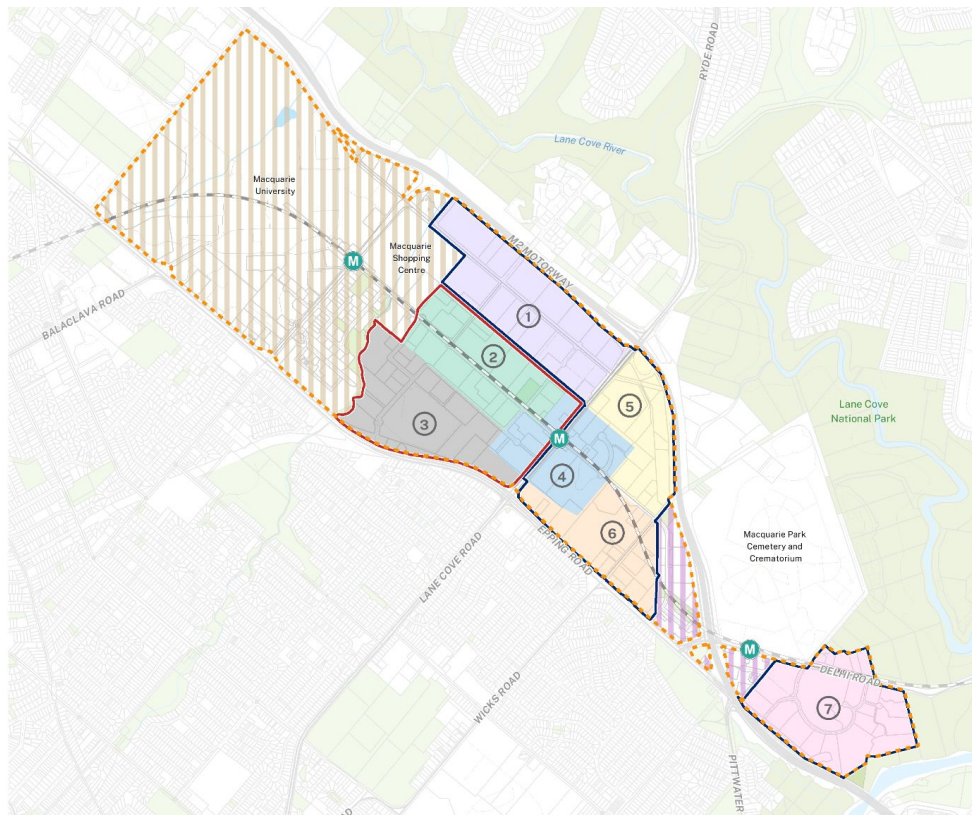 RYDE ROAD
Lane Cove River
Macquarie
University
M2 MOTORWAY
Macquarie
Shopping
Centre
M
BALACLAVA ROAD
1
2
5
Lane Cove
National Park
3
M
4
6
EPPING ROAD
LANE COVE ROAD
Macquarie Park
Cemetery and
Crematorium
M
DELHI ROAD
WICKS ROAD
7
PITTWATER